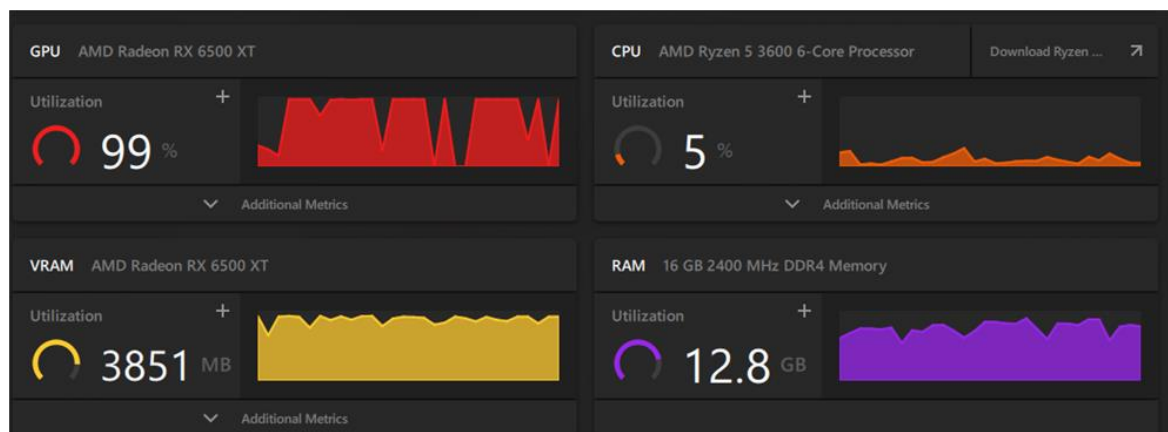 GPU AMD Radeon RX 6500 XT
Utilization +
99 %
Additional Metrics
CPU AMD Ryzen 5 3600 6-Core Processor
Download Ryzen ...
Utilization +
5 %
Additional Metrics
VRAM AMD Radeon RX 6500 XT
Utilization +
3851 MB
Additional Metrics
RAM 16 GB 2400 MHz DDR4 Memory
Utilization +
12.8 GB